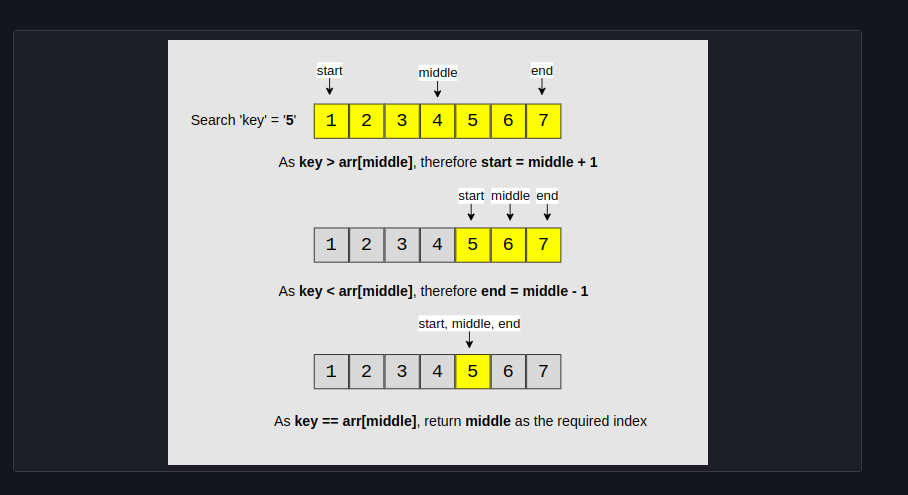 start middle end
Search 'key' = '5' 1 2 3 4 5 6 7
As key > arr[middle], therefore start = middle + 1
start middle end
1 2 3 4 5 6 7
As key < arr[middle], therefore end = middle - 1
start, middle, end
1 2 3 4 5 6 7
As key == arr[middle], return middle as the required index